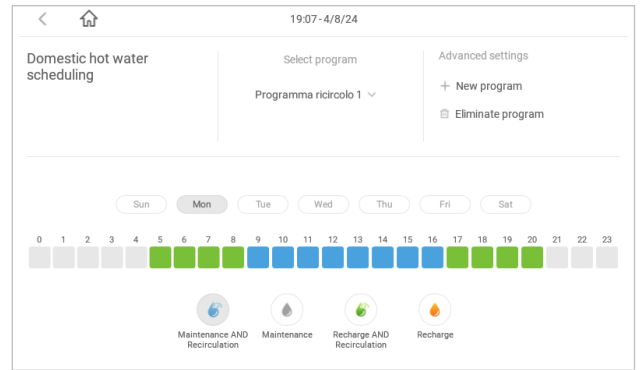 19:07-4/8/24
Domestic hot water
scheduling
Select program
Programma ricircolo 1
Advanced settings
New program
Eliminate program
Sun Mon Tue Wed Thu Fri Sat
0 1 2 3 4 5 6 7 8 9 10 11 12 13 14 15 16 17 18 19 20 21 22 23
Maintenance AND
Recirculation
Maintenance
Recharge AND
Recirculation
Recharge